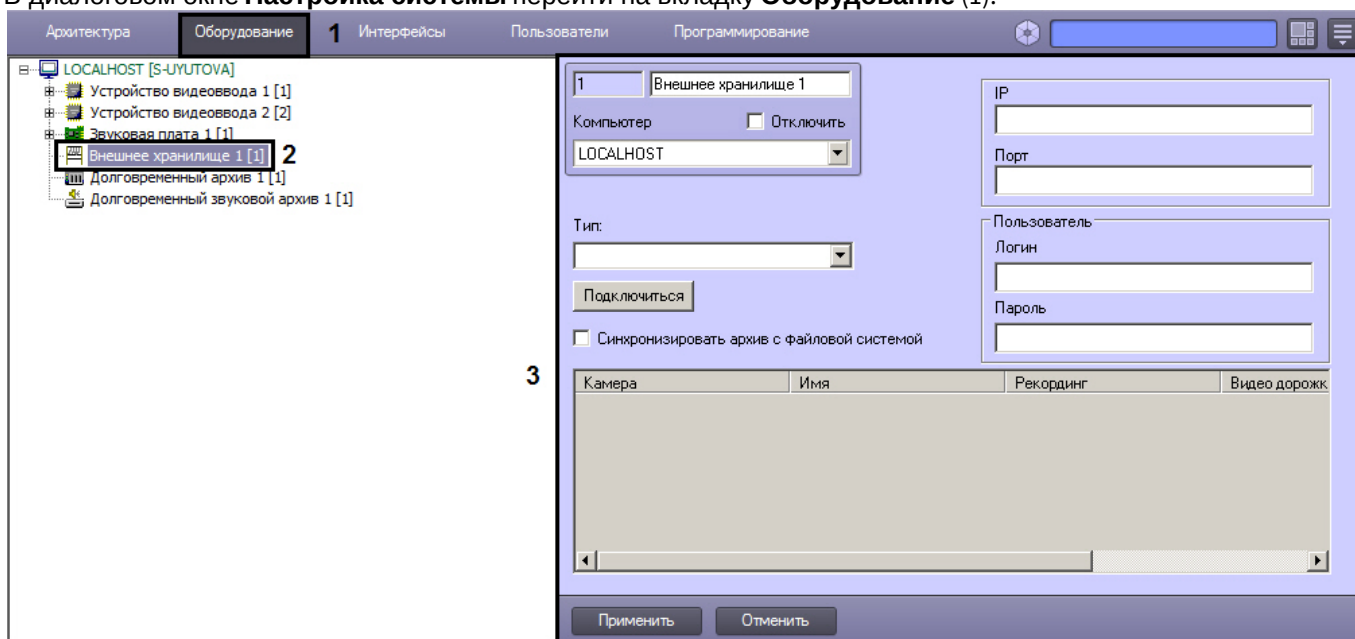 В диалоговом окне Настройка системы перейти на вкладку Оборудование (1).
Архитектура Оборудование 1 Интерфейсы Пользователи Программирование
LOCALHOST [S-UYUTOVA]
Устройство видеоввода 1 [1]
Устройство видеоввода 2 [2]
Звуковая плата 1 [1]
Внешнее хранилище 1 [1] 2
Долговременный архив 1 [1]
Долговременный звуковой архив 1 [1]
3
1 Внешнее хранилище 1
Компьютер Отключить
LOCALHOST
IP
Порт
Тип:
Подключиться
Синхронизировать архив с файловой системой
Пользователь
Логин
Пароль
Камера Имя Рекординг Видео дорожк
Применить Отменить